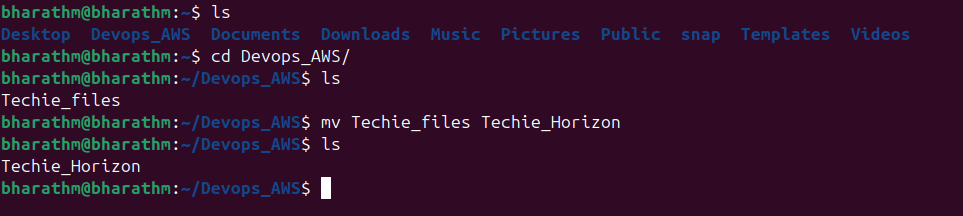 bharathm@bharathm:~$ ls
Desktop Devops_AWS Documents Downloads Music Pictures Public snap Templates Videos
bharathm@bharathm:~$ cd Devops_AWS/
bharathm@bharathm:~/Devops_AWS$ ls
Techie_files
bharathm@bharathm:~/Devops_AWS$ mv Techie_files Techie_Horizon
bharathm@bharathm:~/Devops_AWS$ ls
Techie_Horizon
bharathm@bharathm:~/Devops_AWS$